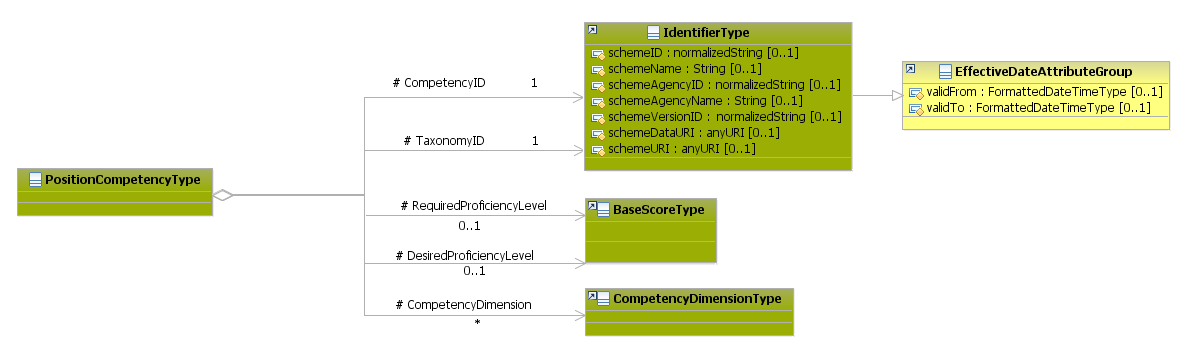 IdentifierType
schemeID : normalizedString [0..1]
schemeName : String [0..1]
schemeAgencyID : normalizedString [0..1]
schemeAgencyName : String [0..1]
schemeVersionID : normalizedString [0..1]
schemeDataURI : anyURI [0..1]
schemeURI : anyURI [0..1]
EffectiveDateAttributeGroup
validFrom : FormattedDateTimeType [0..1]
validTo : FormattedDateTimeType [0..1]
# CompetencyID 1
# TaxonomyID 1
PositionCompetencyType
# RequiredProficiencyLevel
0..1
BaseScoreType
# DesiredProficiencyLevel
0..1
# CompetencyDimension
*
CompetencyDimensionType